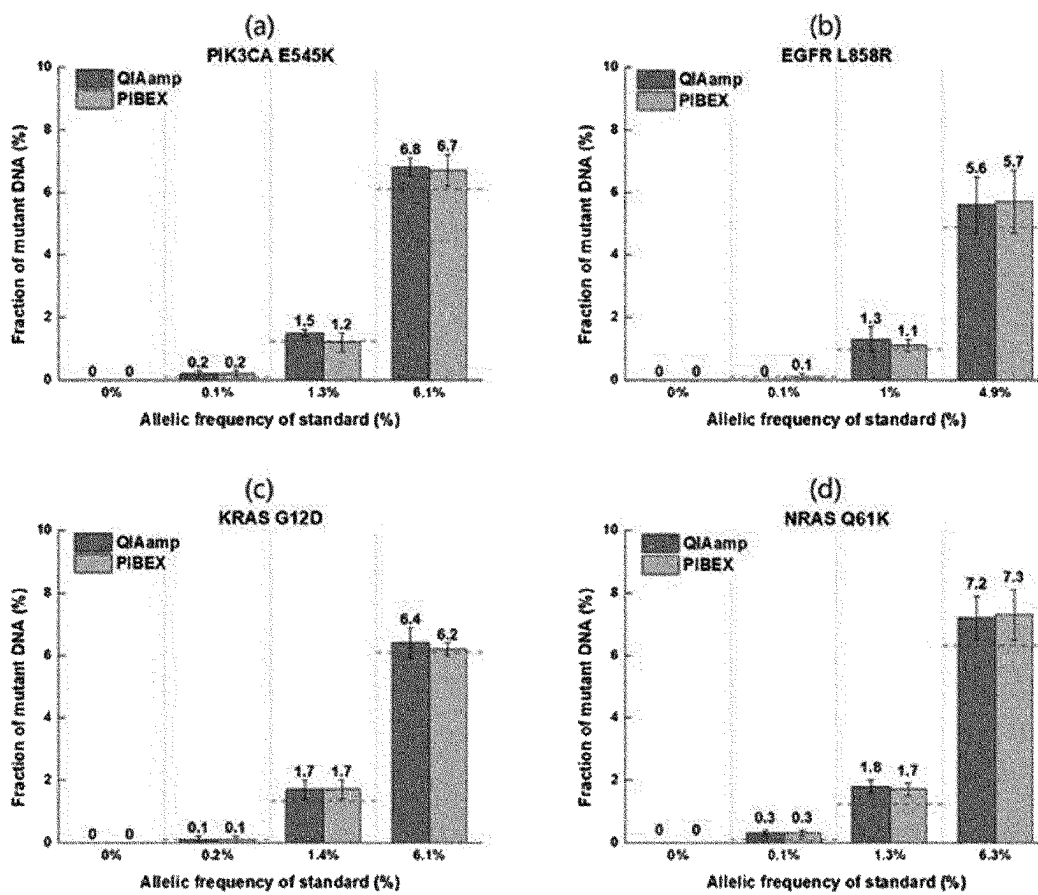 (a)
PIK3CA E545K
QIAamp
PIBEX
Fraction of mutant DNA (%)
10
8
6
4
2
0
0 0
0.2 0.2
1.5 1.2
6.8 6.7
0% 0.1% 1.3% 6.1%
Allelic frequency of standard (%)
(b)
EGFR L858R
QIAamp
PIBEX
Fraction of mutant DNA (%)
10
8
6
4
2
0
0 0
0 0.1
1.3 1.1
5.6 5.7
0% 0.1% 1% 4.9%
Allelic frequency of standard (%)
(c)
KRAS G12D
QIAamp
PIBEX
Fraction of mutant DNA (%)
10
8
6
4
2
0
0 0
0.1 0.1
1.7 1.7
6.4 6.2
0% 0.2% 1.4% 6.1%
Allelic frequency of standard (%)
(d)
NRAS Q61K
QIAamp
PIBEX
Fraction of mutant DNA (%)
10
8
6
4
2
0
0 0
0.3 0.3
1.8 1.7
7.2 7.3
0% 0.1% 1.3% 6.3%
Allelic frequency of standard (%)